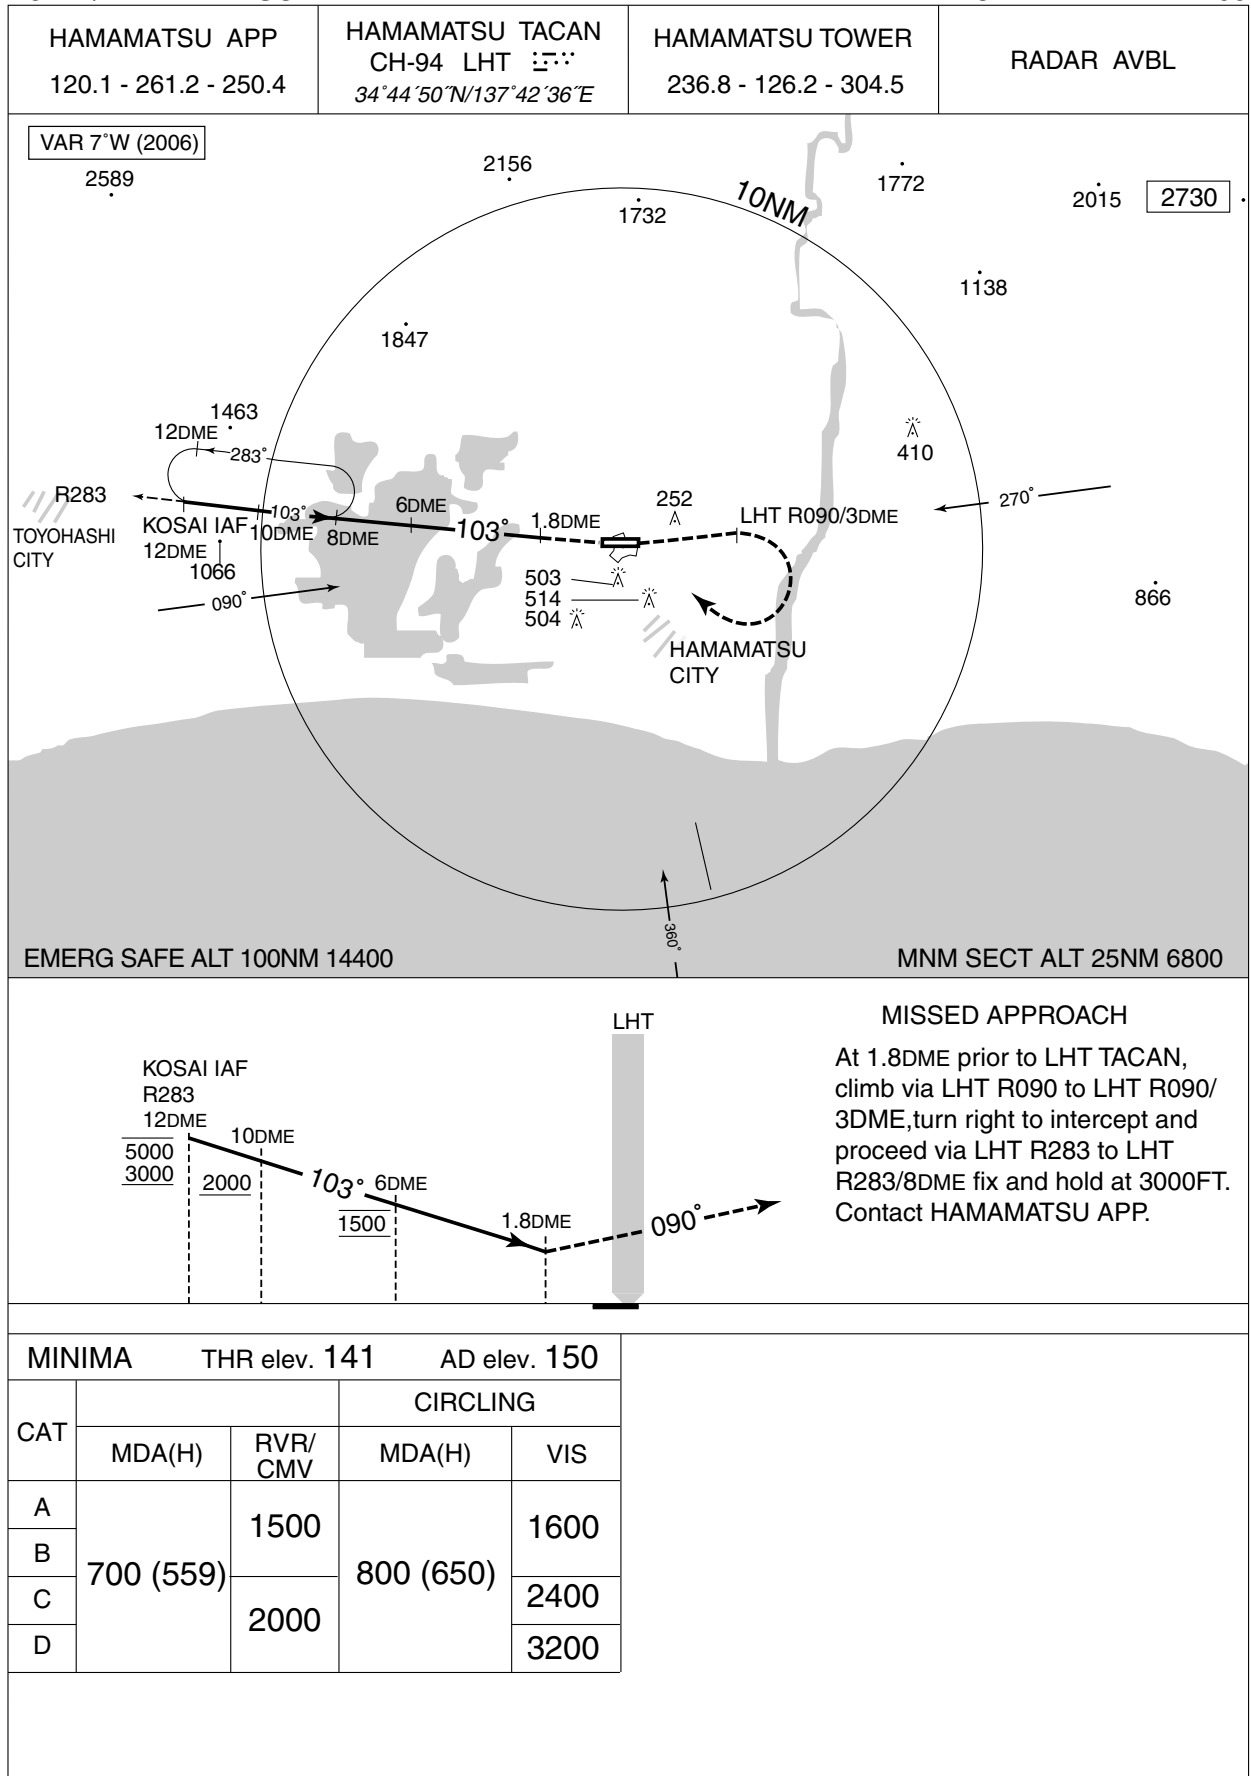 HAMAMATSU APP
120.1 - 261.2 - 250.4
HAMAMATSU TACAN
CH-94 LHT
34°44´50˝N/137°42´36˝E
HAMAMATSU TOWER
236.8 - 126.2 - 304.5
RADAR AVBL
VAR 7°W (2006)
2589
2156
1732
10NM
1772
2015
2730
1138
1847
1463
12DME
283°
R283
TOYOHASHI
CITY
KOSAI IAF
12DME
1066
103°
10DME
8DME
6DME
103°
1.8DME
252
LHT R090/3DME
410
270°
090°
503
514
504
HAMAMATSU
CITY
866
360°
EMERG SAFE ALT 100NM 14400
MNM SECT ALT 25NM 6800
LHT
KOSAI IAF
R283
12DME
5000
3000
10DME
2000
103°
6DME
1500
1.8DME
090°
MISSED APPROACH
At 1.8DME prior to LHT TACAN,
climb via LHT R090 to LHT R090/
3DME,turn right to intercept and
proceed via LHT R283 to LHT
R283/8DME fix and hold at 3000FT.
Contact HAMAMATSU APP.
MINIMA THR elev. 141 AD elev. 150
CAT
CIRCLING
MDA(H)
RVR/
CMV
MDA(H)
VIS
A
B
C
D
700 (559)
1500
2000
800 (650)
1600
2400
3200